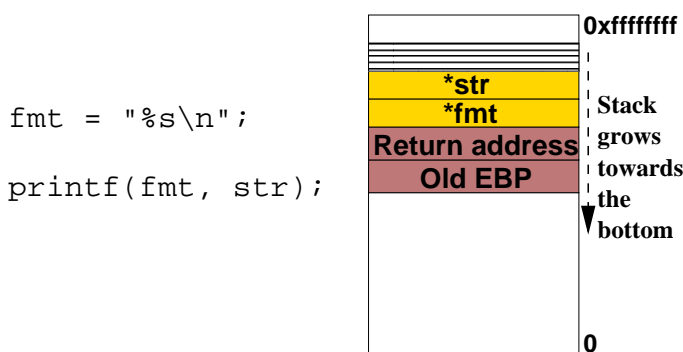 fmt = "%s\n";
printf(fmt, str);
0xffffffff
*str
*fmt
Return address
Old EBP
Stack
grows
towards
the
bottom
0